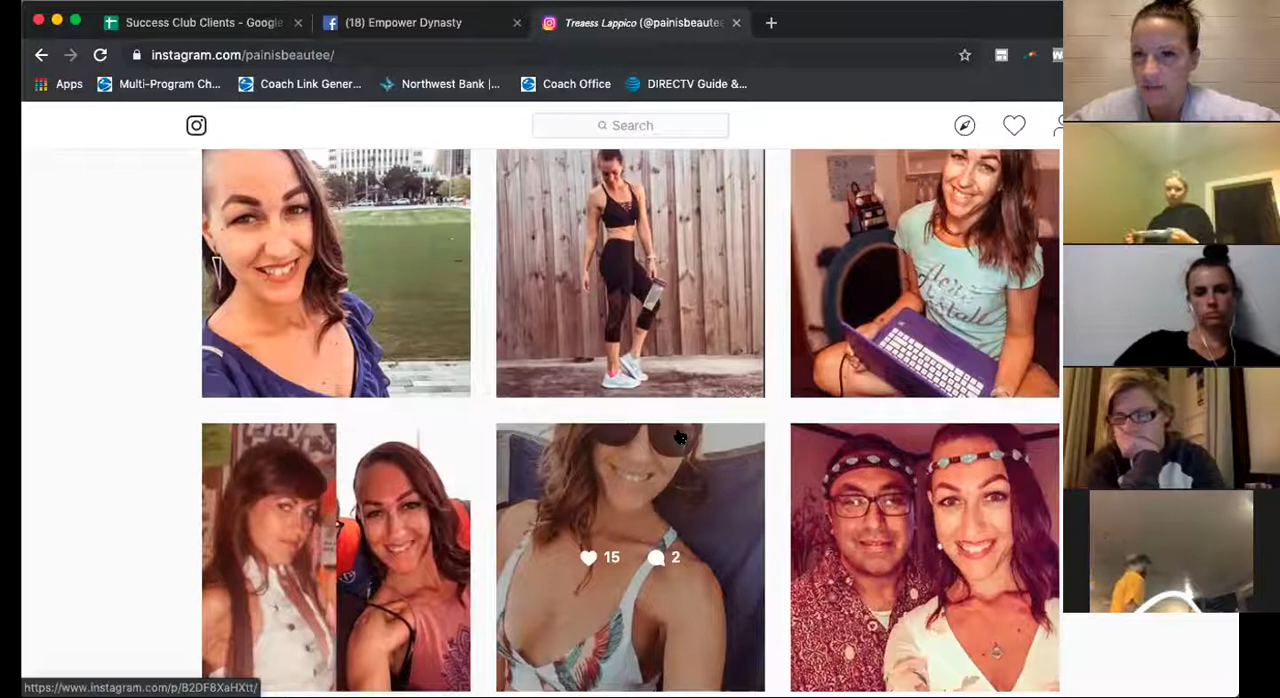 Success Club Clients - Google
(18) Empower Dynasty
Treaess Lappico (@painisbeautee
instagram.com/painisbeautee/
Apps
Multi-Program Ch...
Coach Link Gener...
Northwest Bank |...
Coach Office
DIRECTV Guide &...
Search
15
2
https://www.instagram.com/p/B2DF8XaHXtt/